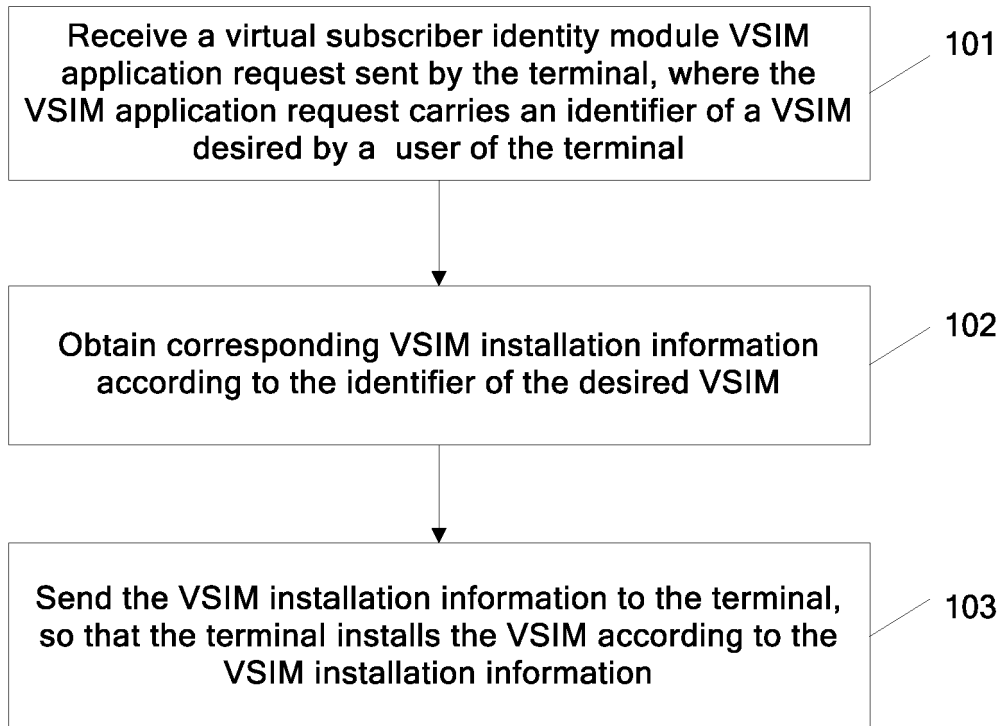 Receive a virtual subscriber identity module VSIM
application request sent by the terminal, where the
VSIM application request carries an identifier of a VSIM
desired by a user of the terminal
101
Obtain corresponding VSIM installation information
according to the identifier of the desired VSIM
102
Send the VSIM installation information to the terminal,
so that the terminal installs the VSIM according to the
VSIM installation information
103